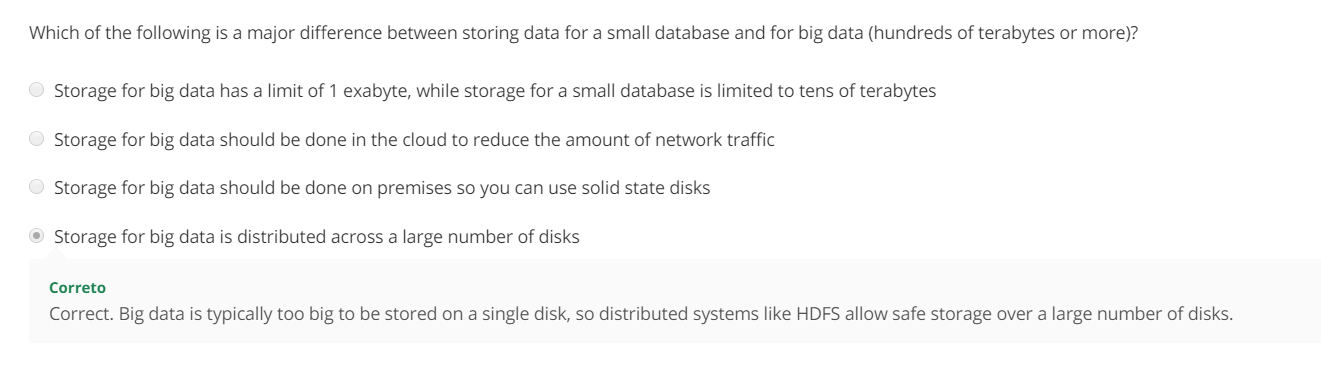 Which of the following is a major difference between storing data for a small database and for big data (hundreds of terabytes or more)?
Storage for big data has a limit of 1 exabyte, while storage for a small database is limited to tens of terabytes
Storage for big data should be done in the cloud to reduce the amount of network traffic
Storage for big data should be done on premises so you can use solid state disks
Storage for big data is distributed across a large number of disks
Correto
Correct. Big data is typically too big to be stored on a single disk, so distributed systems like HDFS allow safe storage over a large number of disks.